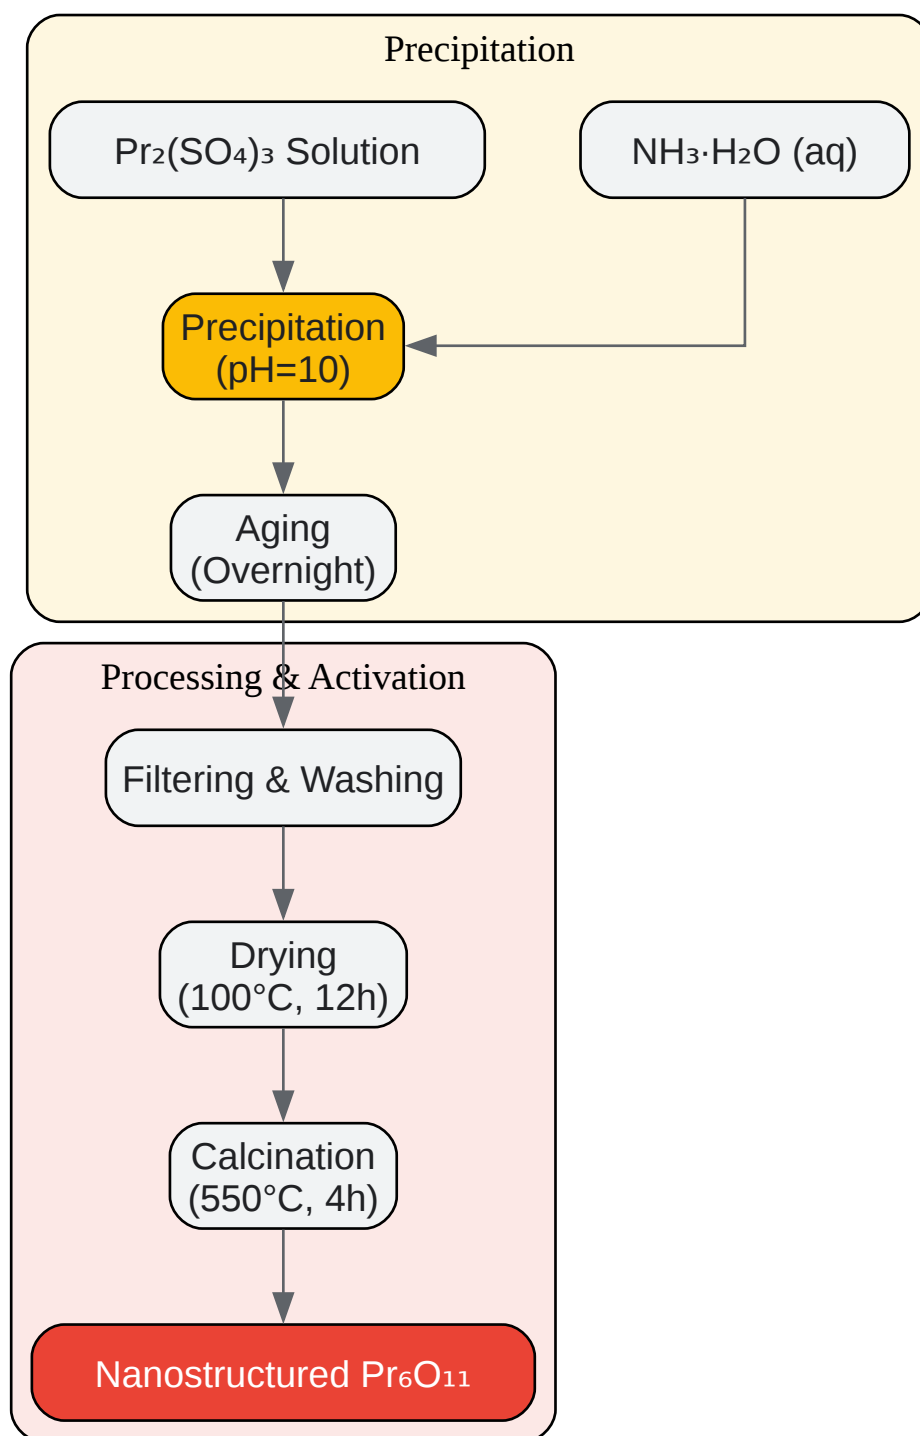 Precipitation
Pr₂(SO₄)₃ Solution
NH₃·H₂O (aq)
Precipitation
(pH=10)
Aging
(Overnight)
Processing & Activation
Filtering & Washing
Drying
(100°C, 12h)
Calcination
(550°C, 4h)
Nanostructured Pr₆O₁₁